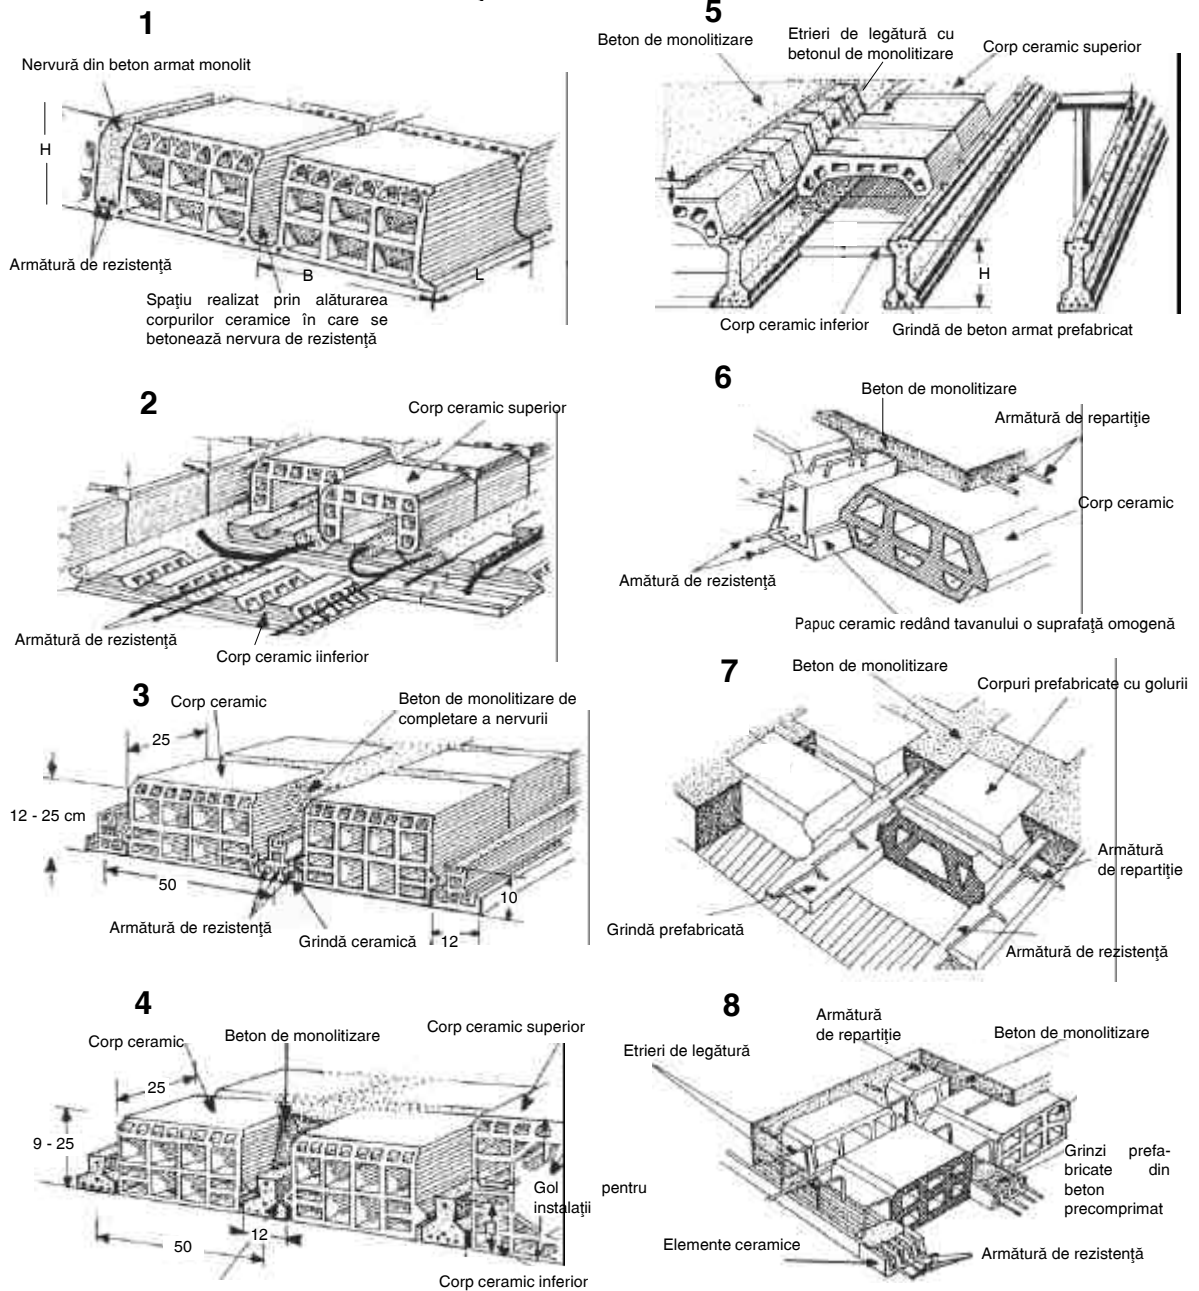 1
Nervură din beton armat monolit
H
Armătură de rezistență
B
L
Spațiu realizat prin alăturarea
corpurilor ceramice în care se
betonează nervura de rezistență
2
Corp ceramic superior
Armătură de rezistență
Corp ceramic iinferior
3
Corp ceramic
Beton de monolitizare de
completare a nervurii
25
12 - 25 cm
50
10
Armătură de rezistență
Grindă ceramică
12
4
Corp ceramic
Beton de monolitizare
Corp ceramic superior
25
9 - 25
Gol pentru
instalații
12
50
Corp ceramic inferior
5
Beton de monolitizare
Etrieri de legătură cu
betonul de monolitizare
Corp ceramic superior
H
Corp ceramic inferior
Grindă de beton armat prefabricat
6
Beton de monolitizare
Armătură de repartiție
Corp ceramic
Amătură de rezistență
Papuc ceramic redând tavanului o suprafață omogenă
7
Beton de monolitizare
Corpuri prefabricate cu golurii
Armătură
de repartiție
Grindă prefabricată
Armătură de rezistență
8
Armătură
de repartiție
Etrieri de legătură
Beton de monolitizare
Grinzi prefa-
bricate din
beton
precomprimat
Elemente ceramice
Armătură de rezistență